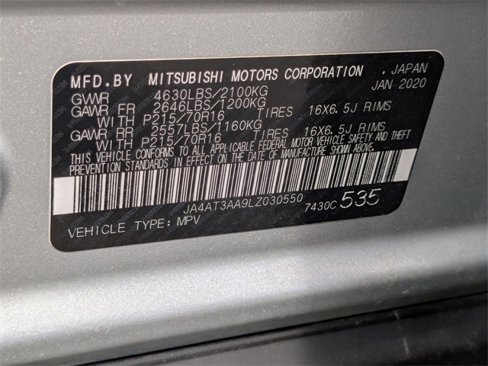 MFD.BY MITSUBISHI MOTORS CORPORATION , JAPAN
GVWR 4630LBS/2100KG JAN 2020
GAWR FR 2646LBS/1200KG
WITH P215/70R16 TIRES 16X6.5J RIMS
GAWR RR 2557LBS/1160KG
WITH P215/70R16 TIRES 16X6.5J RIMS
THIS VEHICLE CONFORMS TO ALL APPLICABLE FEDERAL MOTOR VEHICLE SAFETY AND THEFT
PREVENTION STANDARDS IN EFFECT ON THE DATE OF MANUFACTURE SHOWN ABOVE.
JA4AT3AA9LZ030550
VEHICLE TYPE: MPV 7430C 535